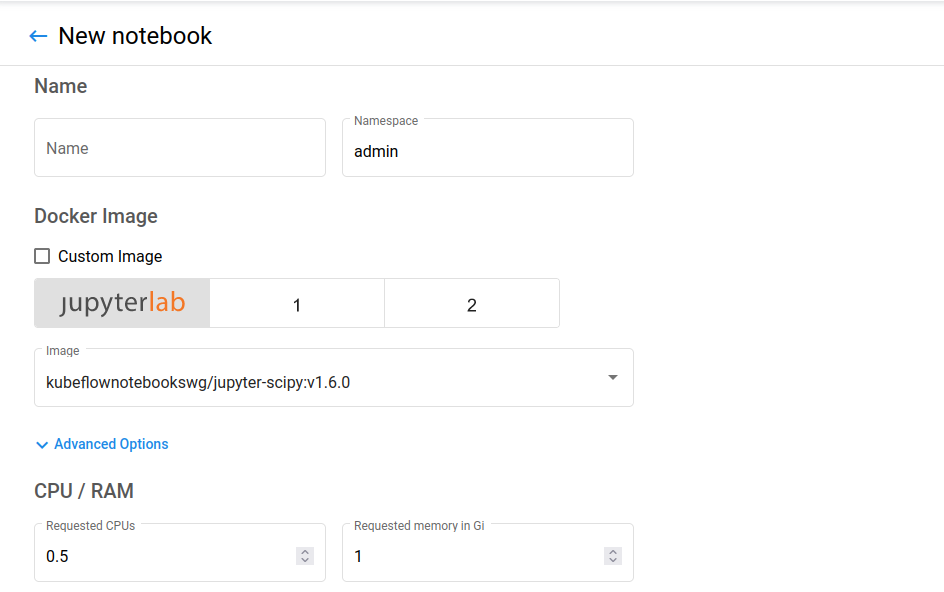 New notebook
Name
Name
Namespace
admin
Docker Image
Custom Image
jupyterlab 1 2
Image
kubeflownotebookswg/jupyter-scipy:v1.6.0
Advanced Options
CPU / RAM
Requested CPUs
0.5
Requested memory in Gi
1